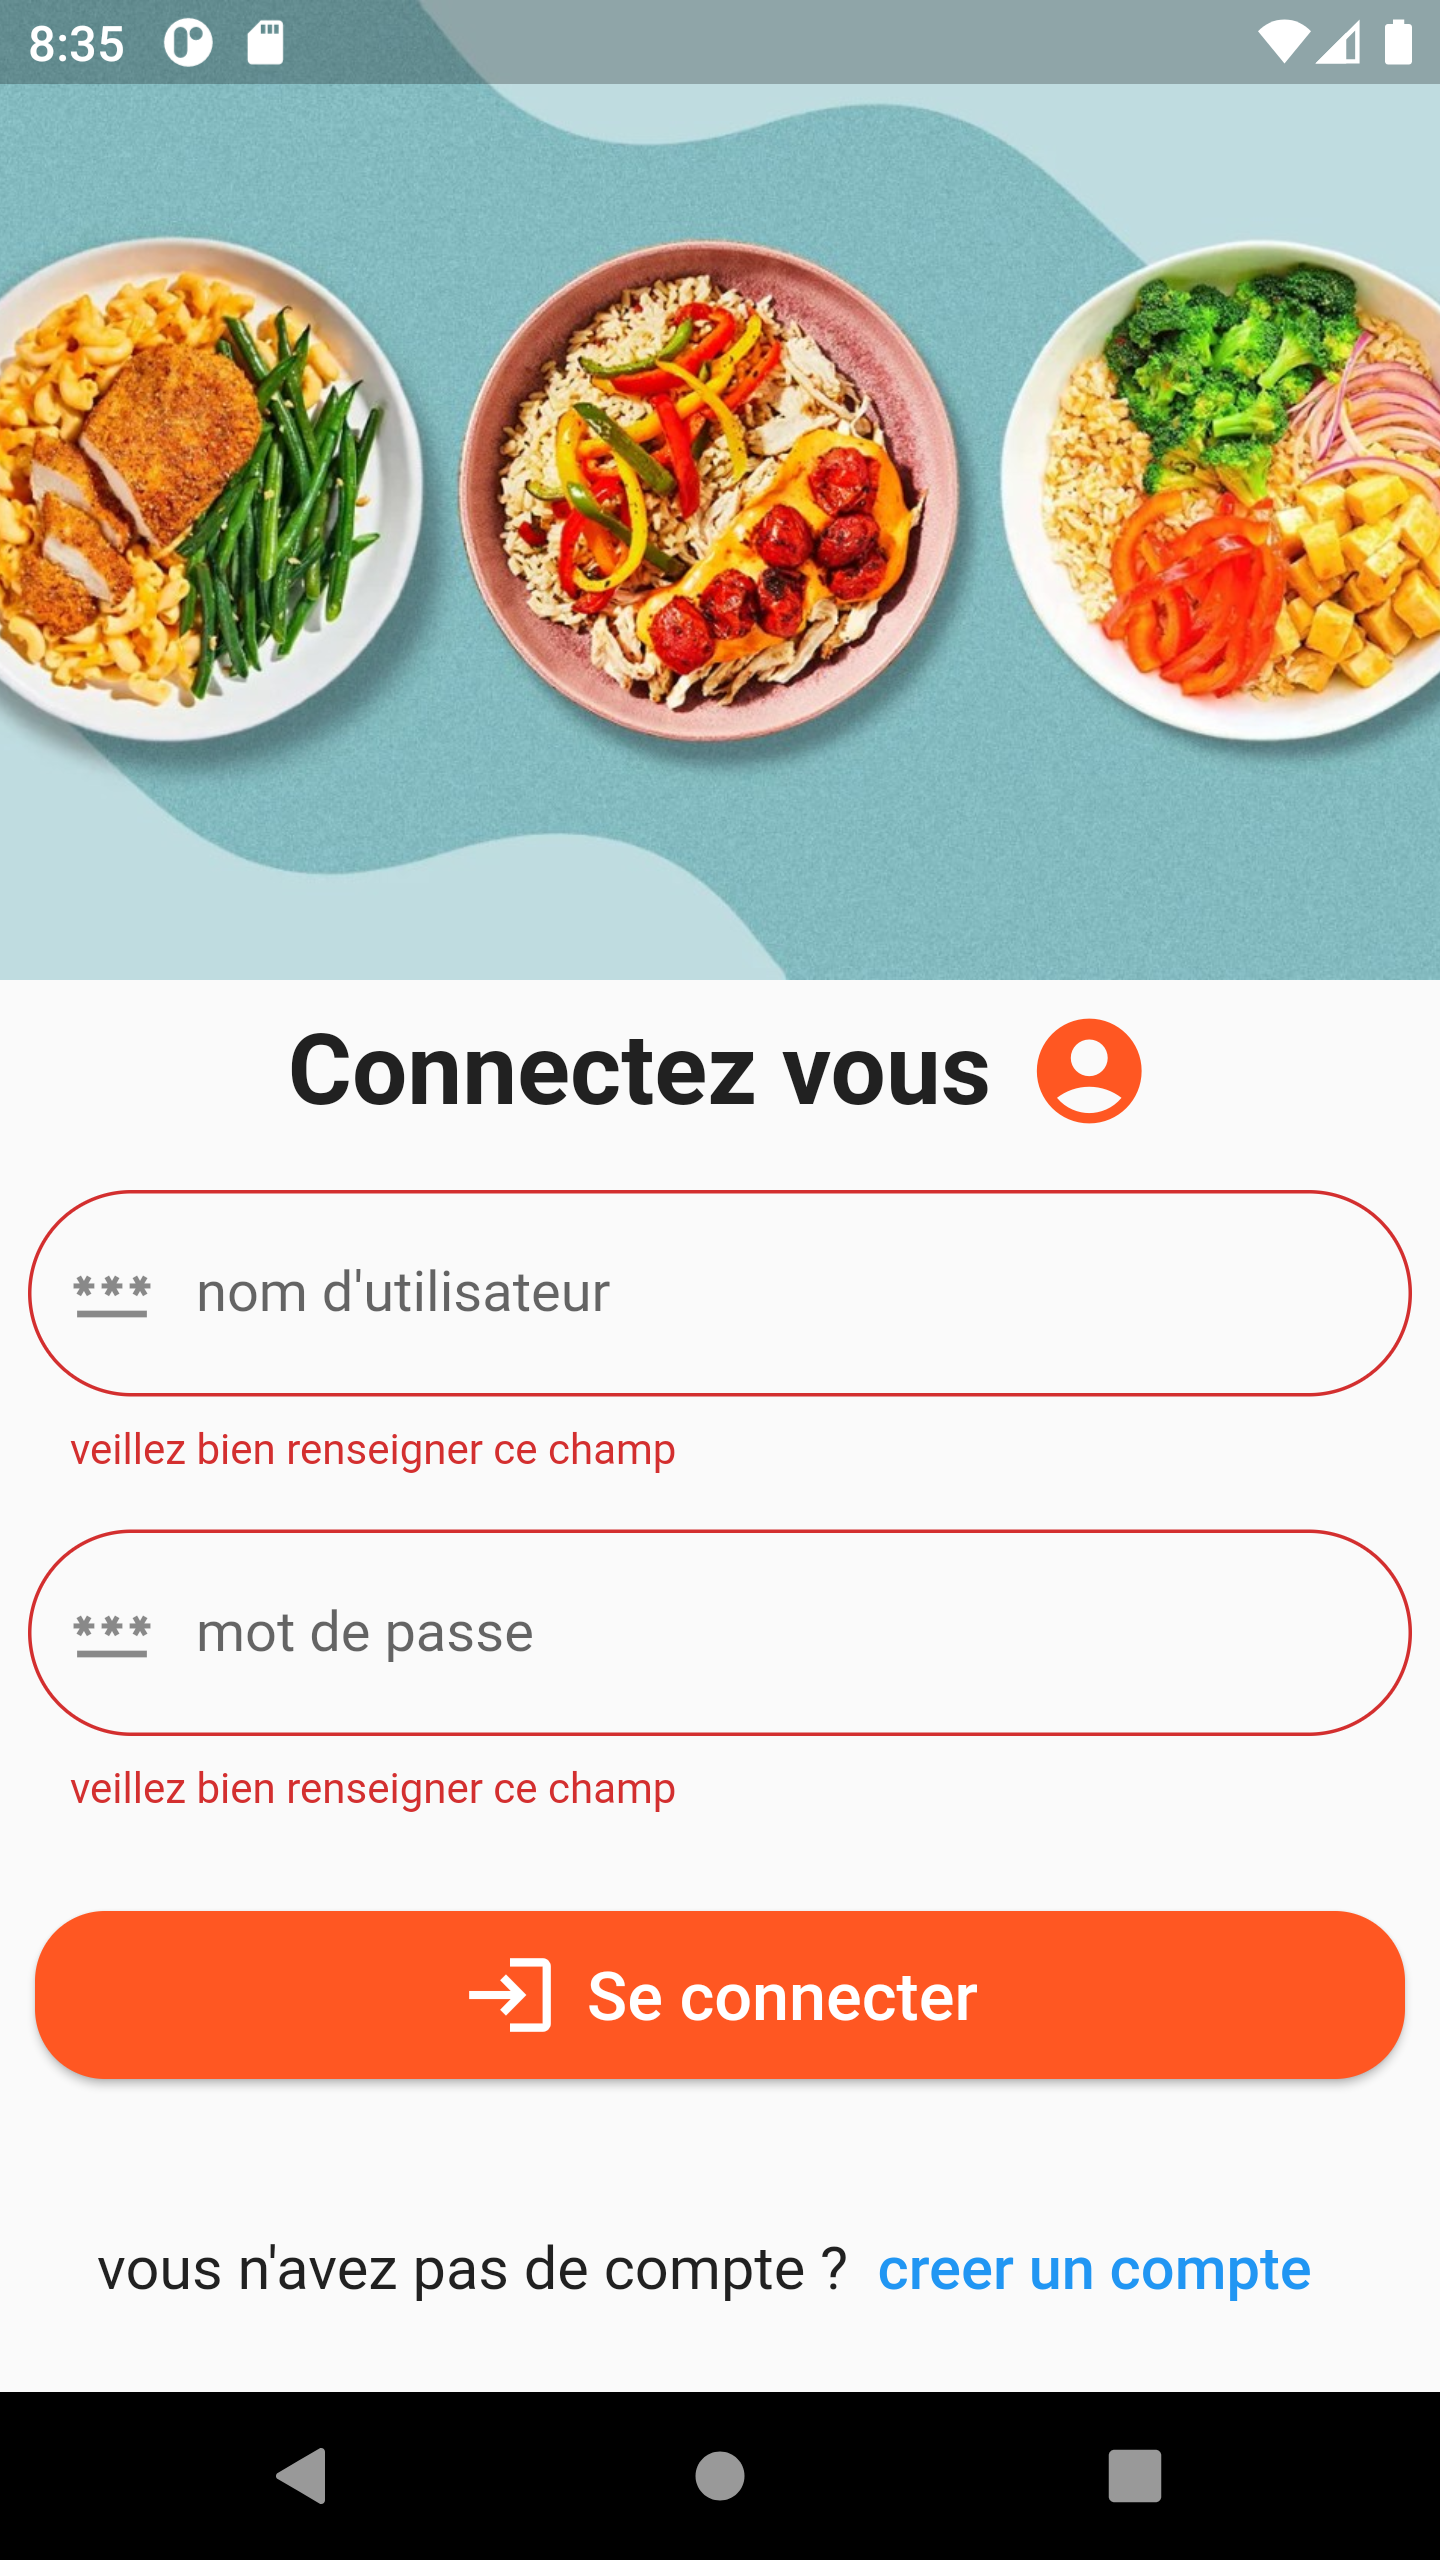 8:35
Connectez vous
nom d'utilisateur
veillez bien renseigner ce champ
mot de passe
veillez bien renseigner ce champ
Se connecter
vous n'avez pas de compte ? creer un compte